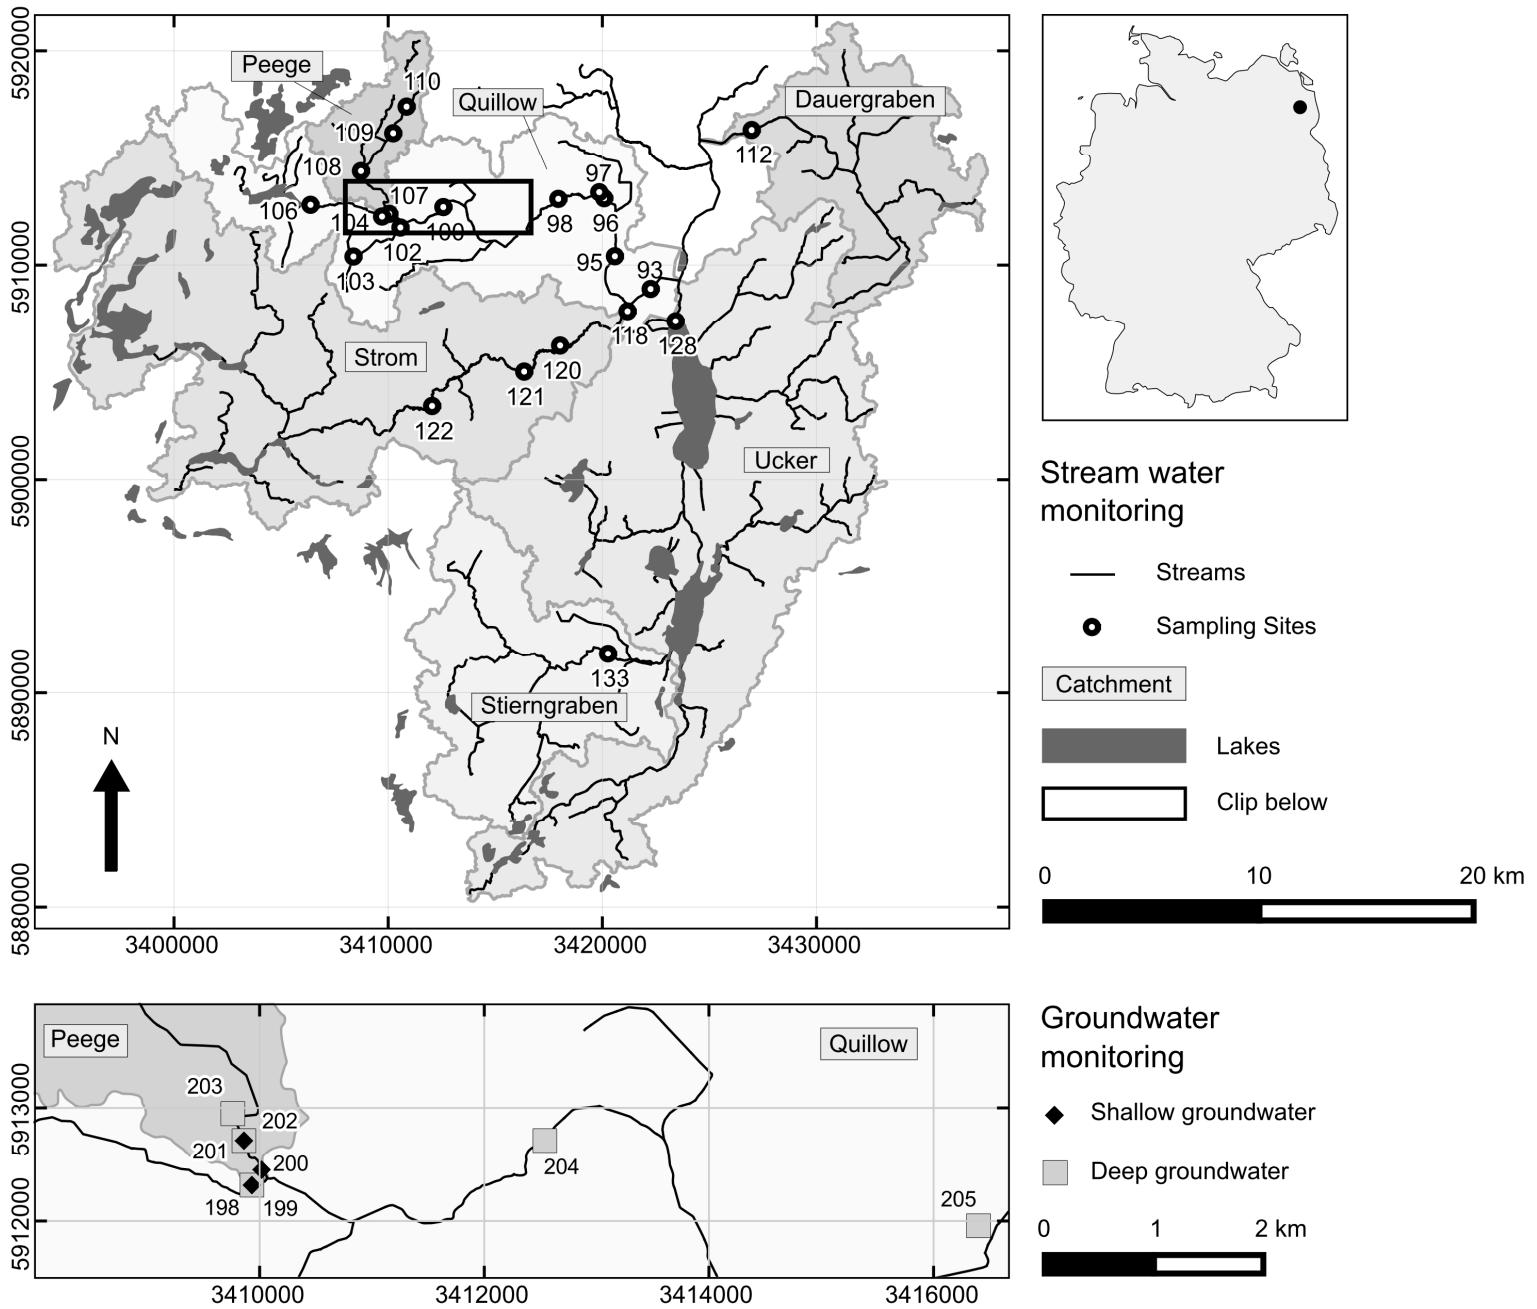 5920000
5910000
5900000
5890000
5880000
3400000
3410000
3420000
3430000
Peege
Quillow
Dauergraben
Strom
Ucker
Stierngraben
110
109
108
107
106
104
100
102
103
98
97
96
95
93
112
118
128
120
121
122
133
N
Stream water
monitoring
Streams
Sampling Sites
Catchment
Lakes
Clip below
0 10 20 km
Peege
Quillow
203
202
201
200
198
199
204
205
5913000
5912000
3410000
3412000
3414000
3416000
Groundwater
monitoring
Shallow groundwater
Deep groundwater
0 1 2 km